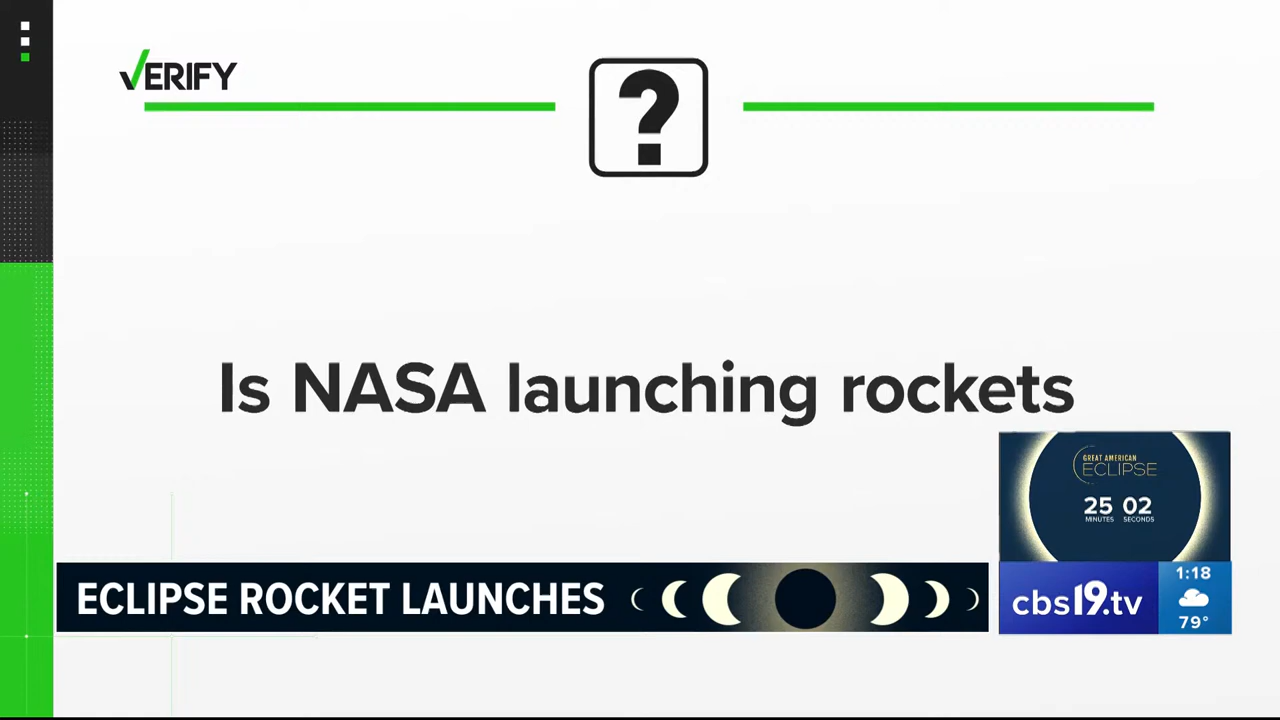 VERIFY
?
Is NASA launching rockets
GREAT AMERICAN
ECLIPSE
25 02
MINUTES SECONDS
ECLIPSE ROCKET LAUNCHES
cbs19.tv
1:18
79°